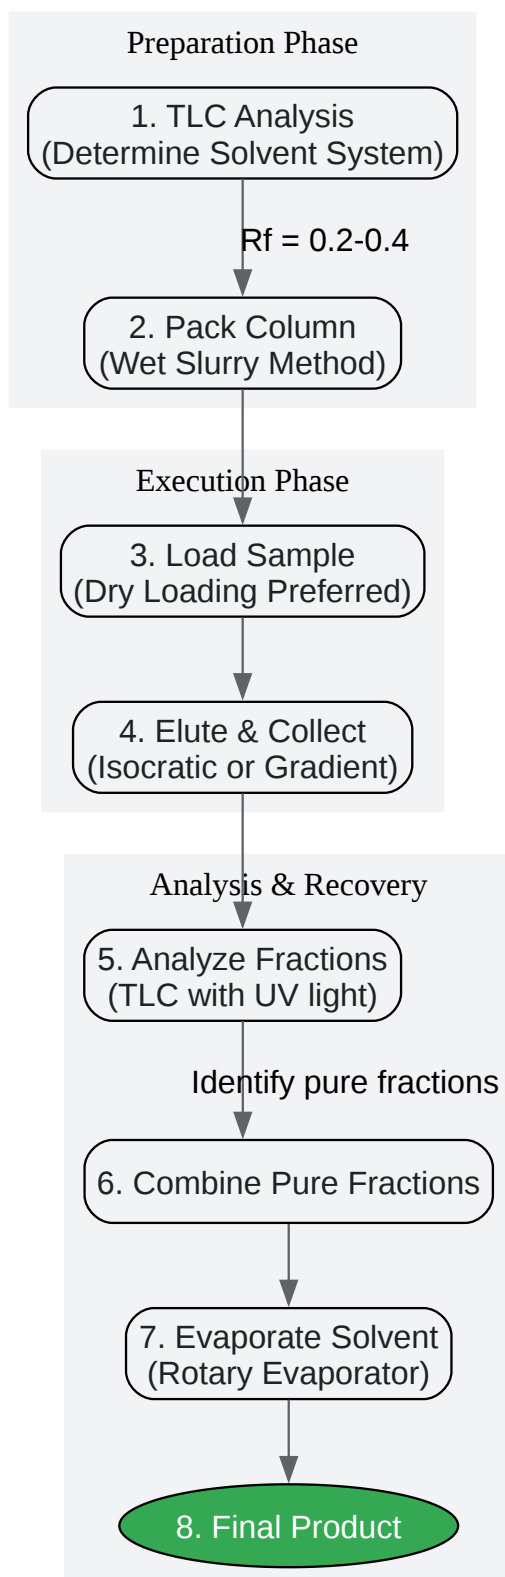 Preparation Phase
1. TLC Analysis
(Determine Solvent System)
Rf = 0.2-0.4
2. Pack Column
(Wet Slurry Method)
Execution Phase
3. Load Sample
(Dry Loading Preferred)
4. Elute & Collect
(Isocratic or Gradient)
Analysis & Recovery
5. Analyze Fractions
(TLC with UV light)
Identify pure fractions
6. Combine Pure Fractions
7. Evaporate Solvent
(Rotary Evaporator)
8. Final Product